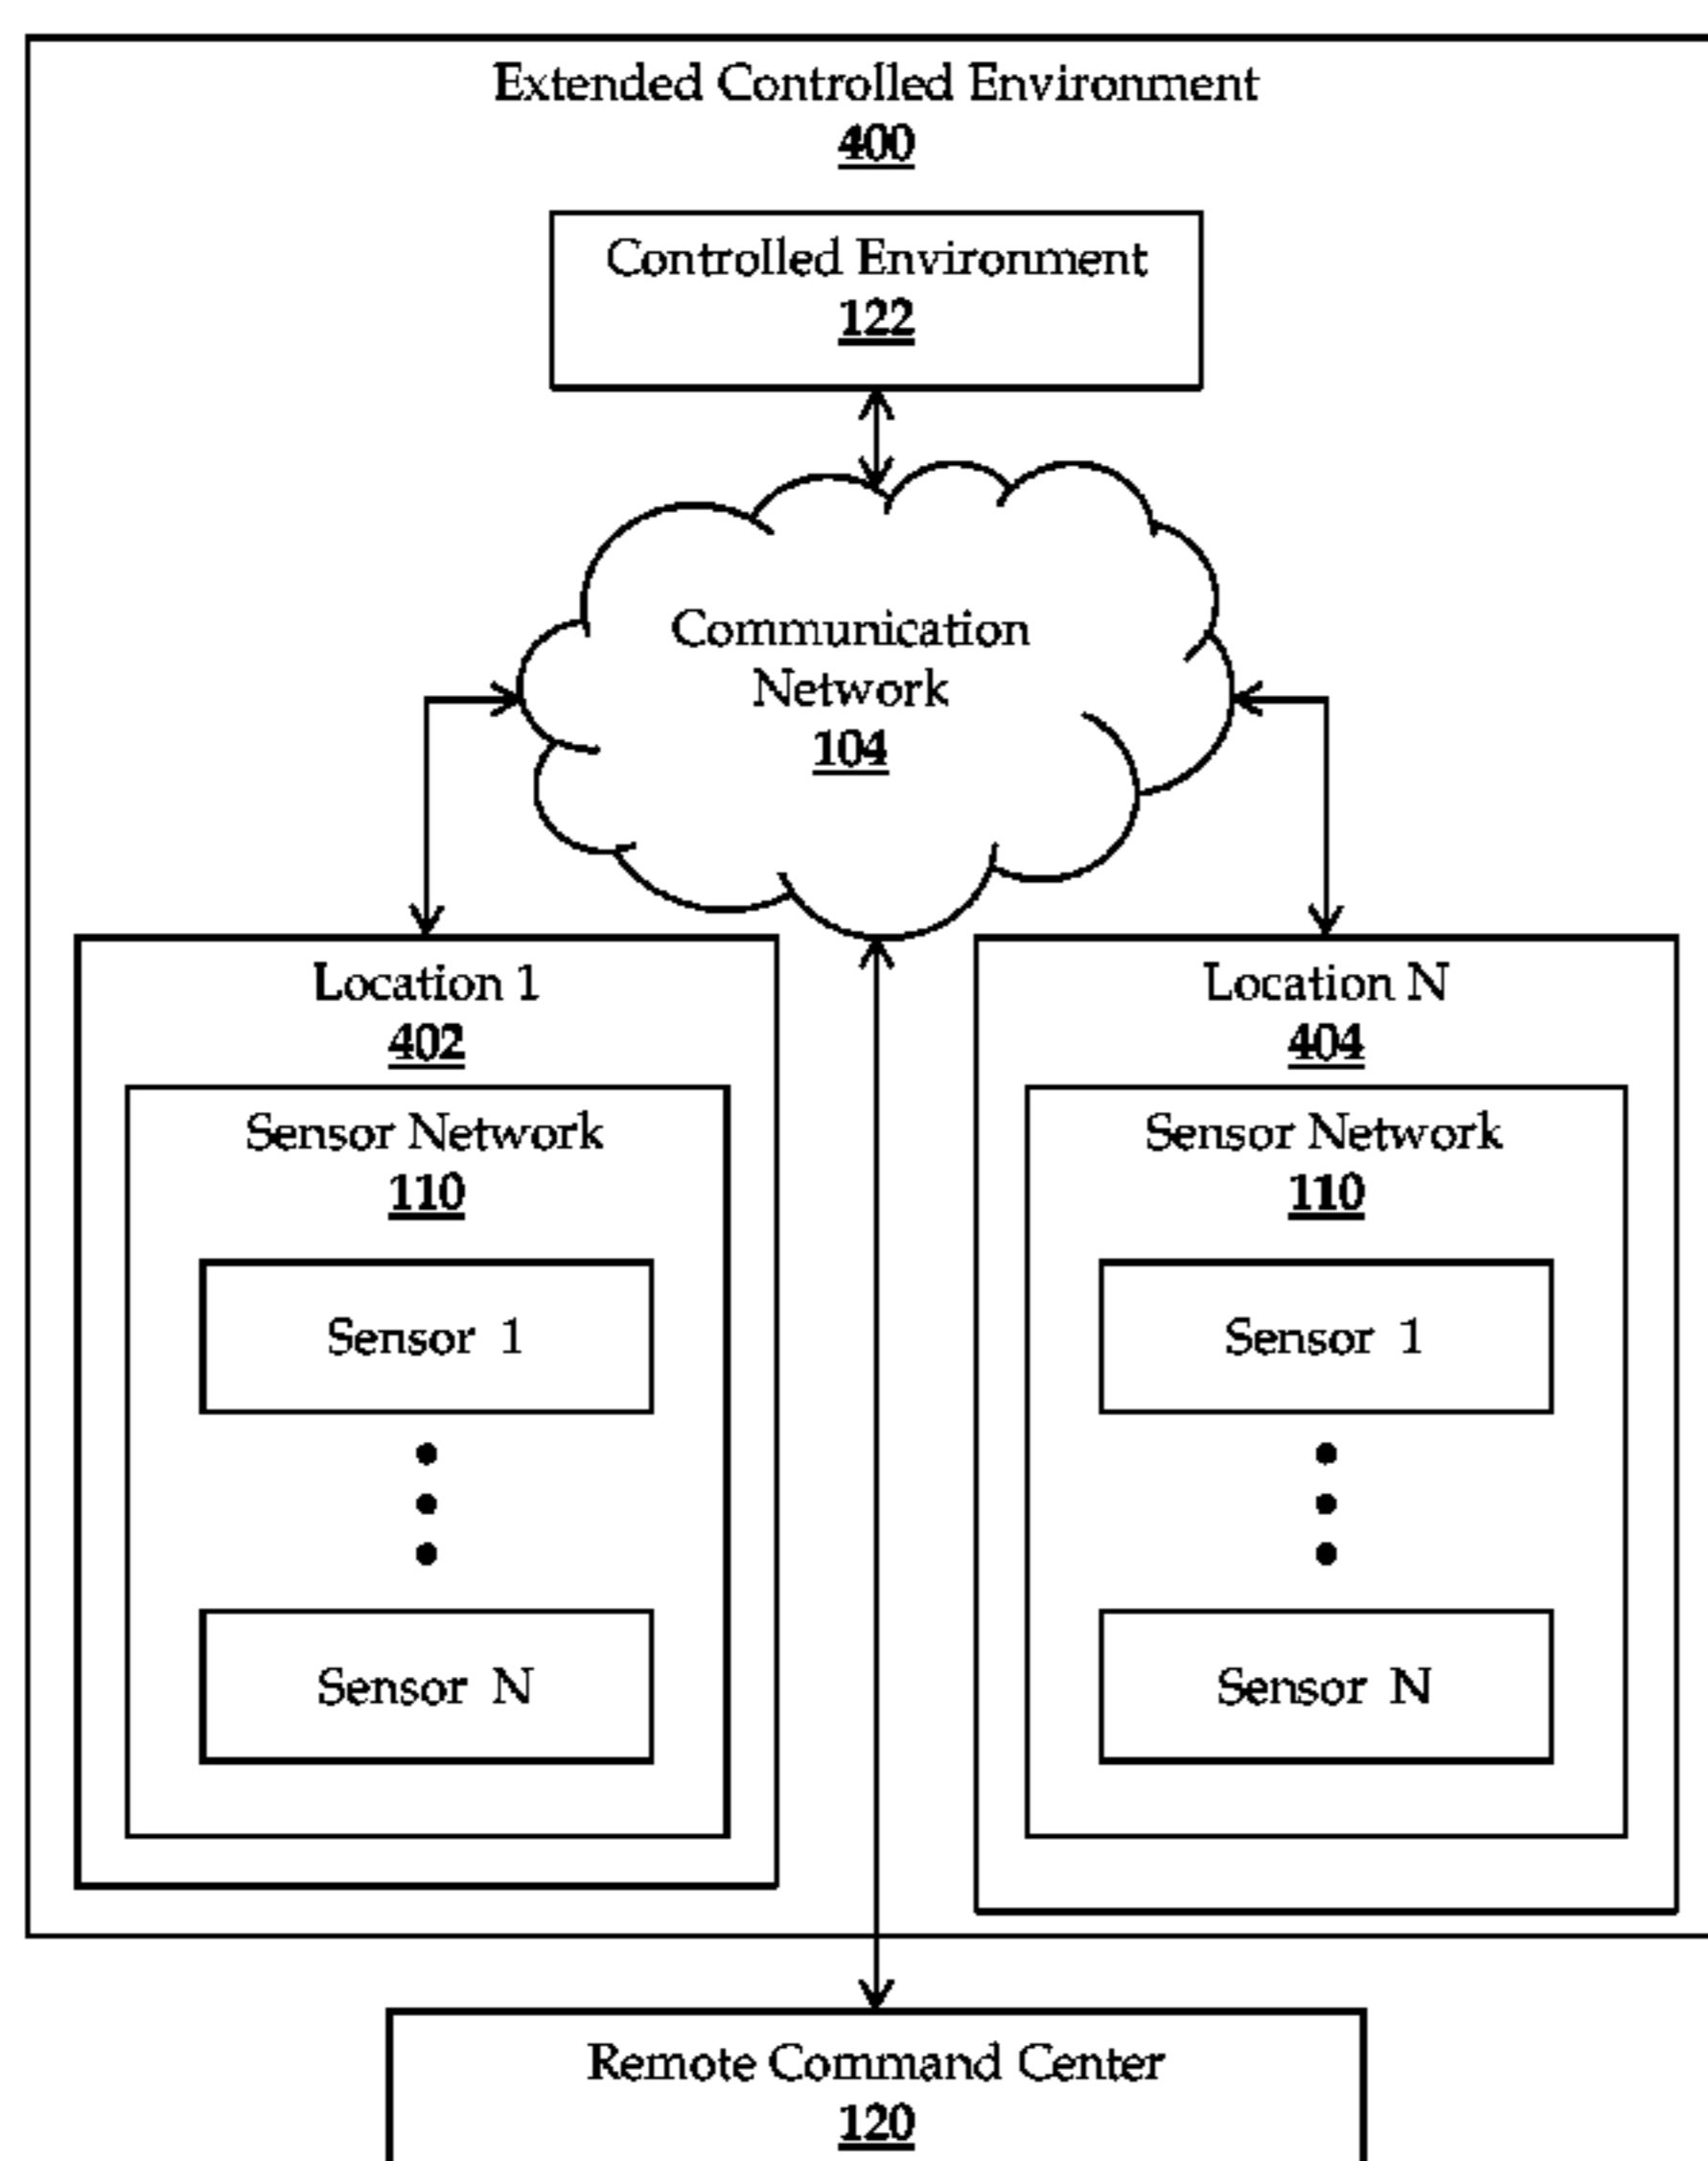 Extended Controlled Environment
400
Controlled Environment
122
Communication
Network
104
Location 1
402
Sensor Network
110
Sensor 1
Sensor N
Location N
404
Sensor Network
110
Sensor 1
Sensor N
Remote Command Center
120